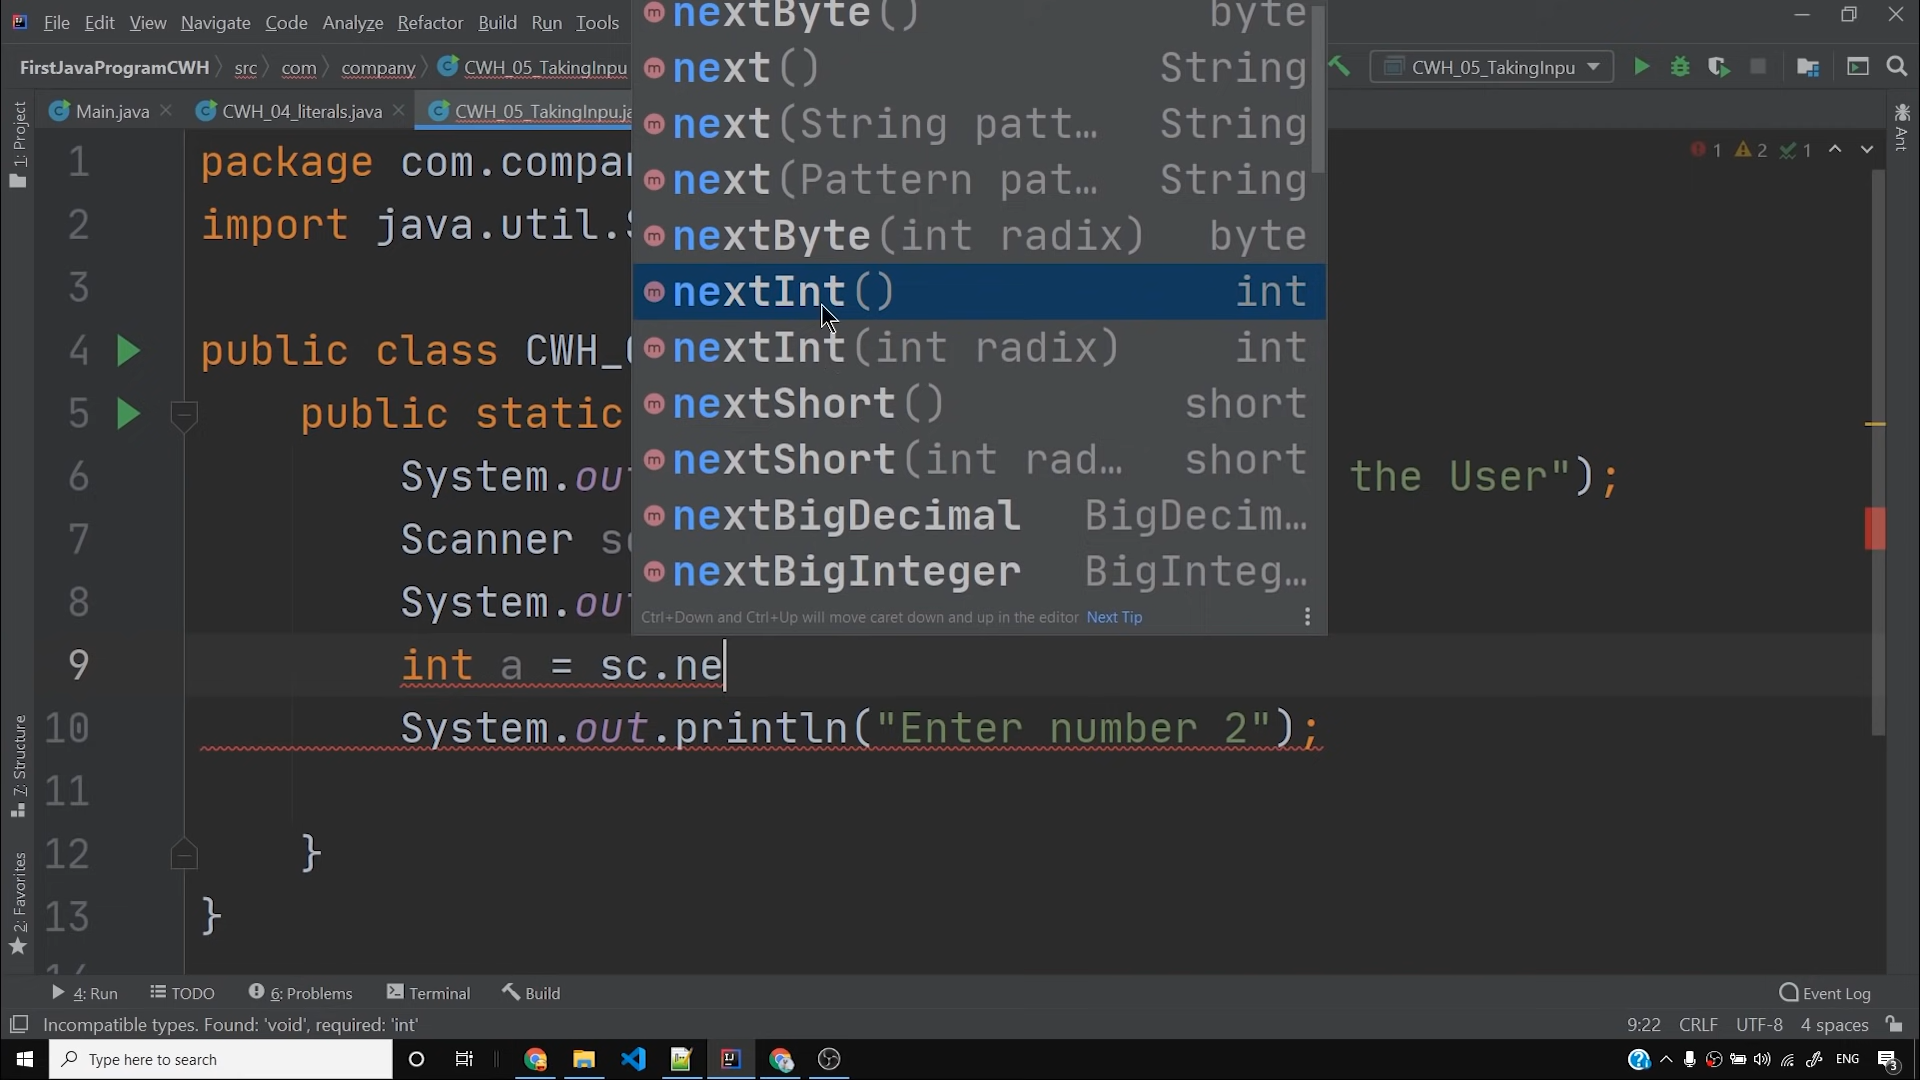 File Edit View Navigate Code Analyze Refactor Build Run Tools
FirstJavaProgramCWH src com company CWH_05_TakingInpu CWH_05_TakingInpu
Main.java CWH_04_literals.java CWH_05_TakingInpu.ja
1: Project
7: Structure
2: Favorites
Ant
1 2 1
nextByte() byte
next() String
next(String patt… String
next(Pattern pat… String
nextByte(int radix) byte
nextInt() int
nextInt(int radix) int
nextShort() short
nextShort(int rad… short
nextBigDecimal BigDecim…
nextBigInteger BigInteg…
Ctrl+Down and Ctrl+Up will move caret down and up in the editor Next Tip
1 package com.compan
2 import java.util.S
3
4 public class CWH_0
5 public static
6 System.out the User");
7 Scanner sc
8 System.out
9 int a = sc.ne
10 System.out.println("Enter number 2");
11
12 }
13 }
4: Run TODO 6: Problems Terminal Build Event Log
Incompatible types. Found: 'void', required: 'int' 9:22 CRLF UTF-8 4 spaces
Type here to search ENG 3